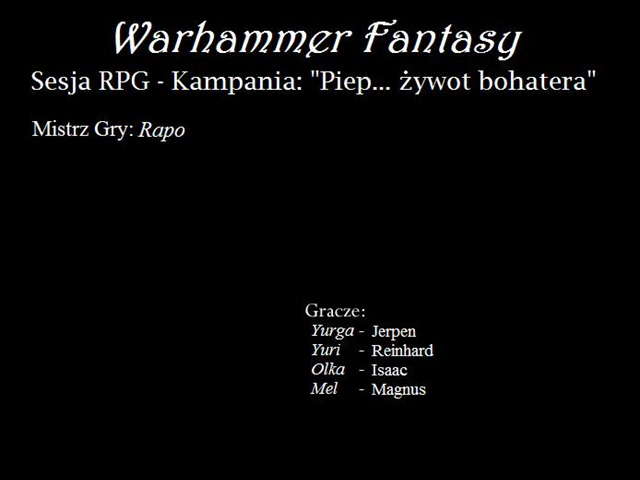 Warhammer Fantasy
Sesja RPG - Kampania: "Piep... żywot bohatera"
Mistrz Gry: Rapo
Gracze:
Yurga - Jerpen
Yuri - Reinhard
Olka - Isaac
Mel - Magnus